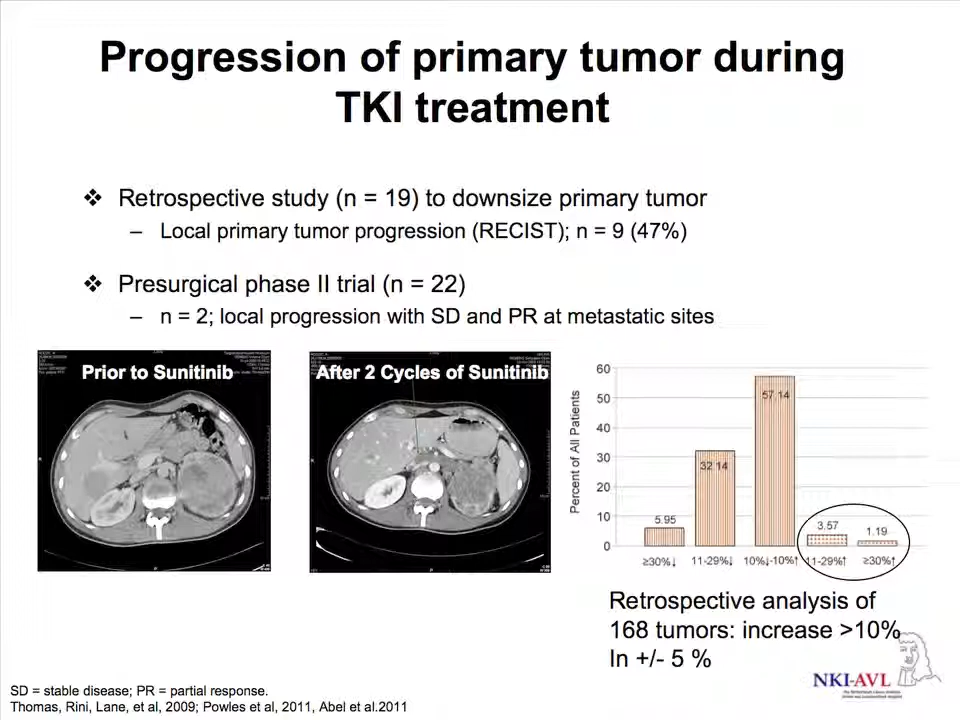 Progression of primary tumor during
TKI treatment
❖ Retrospective study (n = 19) to downsize primary tumor
– Local primary tumor progression (RECIST); n = 9 (47%)
❖ Presurgical phase II trial (n = 22)
– n = 2; local progression with SD and PR at metastatic sites
Prior to Sunitinib
After 2 Cycles of Sunitinib
Percent of All Patients
60
50
40
30
20
10
0
5.95
32.14
57.14
3.57
1.19
≥30%↓ 11-29%↓ 10%↓-10%↑ 11-29%↑ ≥30%↑
Retrospective analysis of
168 tumors: increase >10%
In +/- 5 %
NKI-AVL
SD = stable disease; PR = partial response.
Thomas, Rini, Lane, et al, 2009; Powles et al, 2011, Abel et al.2011